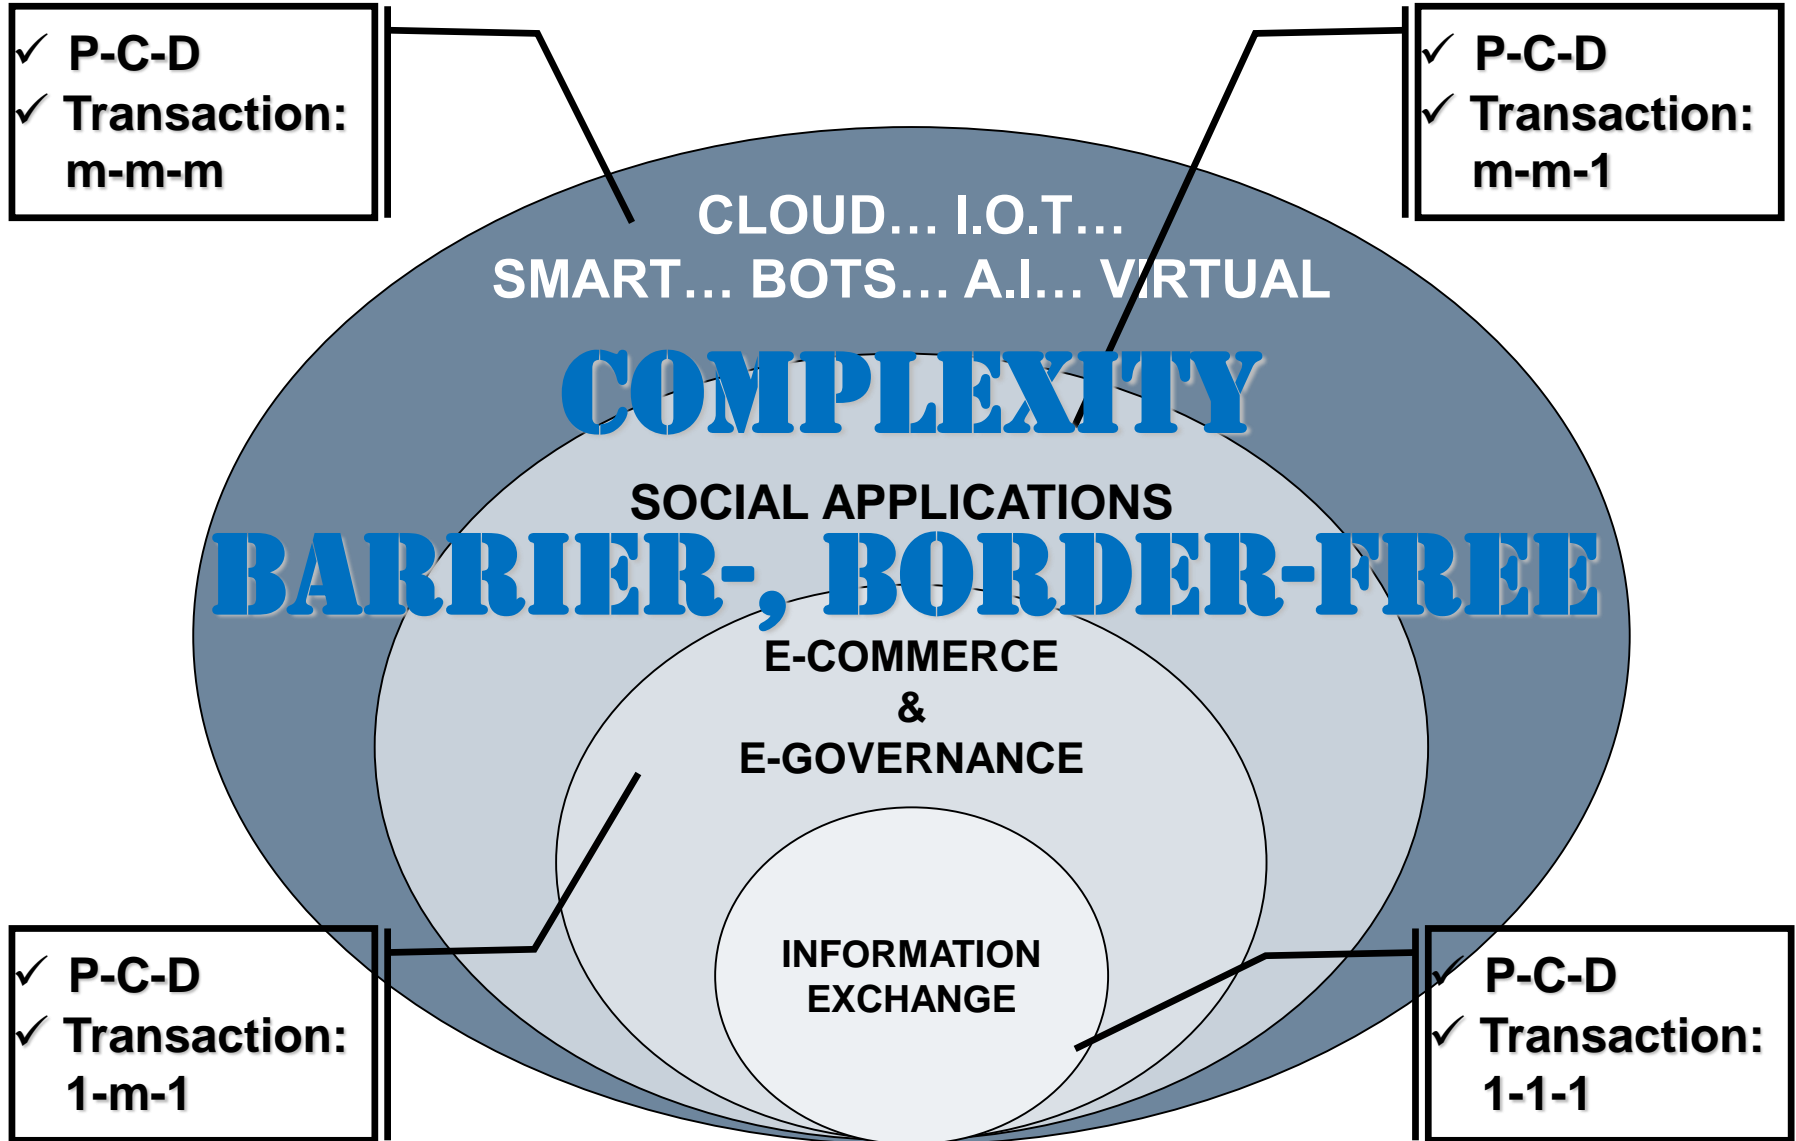 ✓ P-C-D
✓ Transaction:
m-m-m
✓ P-C-D
✓ Transaction:
m-m-1
CLOUD... I.O.T...
SMART... BOTS... A.I... VIRTUAL
COMPLEXITY
SOCIAL APPLICATIONS
BARRIER-, BORDER-FREE
E-COMMERCE
&
E-GOVERNANCE
INFORMATION
EXCHANGE
✓ P-C-D
✓ Transaction:
1-m-1
✓ P-C-D
✓ Transaction:
1-1-1